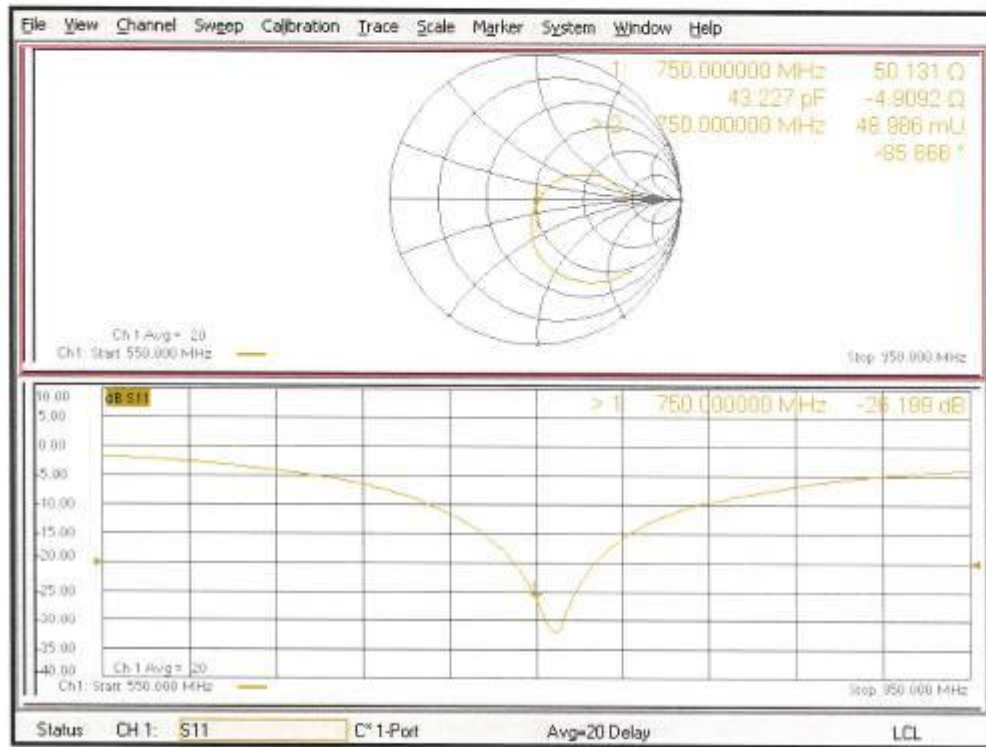 File View Channel Sweep Calibration Trace Scale Marker System Window Help
1 750.000000 MHz 50.131 Ω
43.227 pF -4.9092 Ω
> 2 750.000000 MHz 48.986 mU
-85.668 °
Ch 1 Avg = 20
Ch1: Start 550.000 MHz
Stop 950.000 MHz
dB S11
> 1 750.000000 MHz -26.199 dB
10.00
5.00
0.00
-5.00
-10.00
-15.00
-20.00
-25.00
-30.00
-35.00
-40.00
Ch 1 Avg = 20
Ch1: Start 550.000 MHz
Stop 950.000 MHz
Status CH 1: S11 C* 1-Port Avg=20 Delay LCL